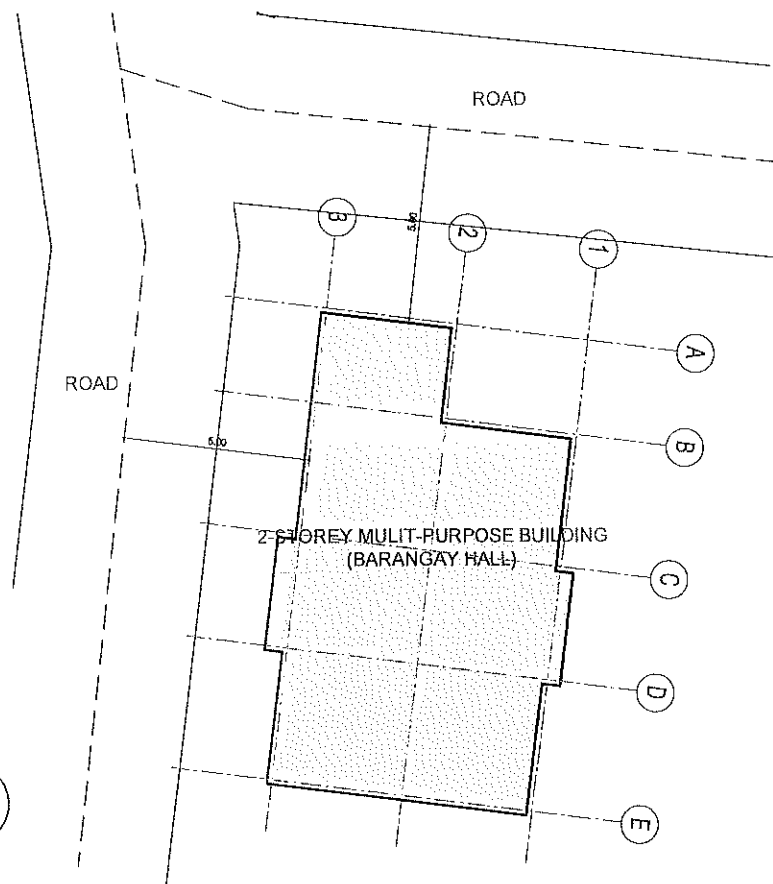 ROAD
3
2
1
5.00
A
ROAD
B
5.00
2-STOREY MULIT-PURPOSE BUILDING
(BARANGAY HALL)
C
D
E